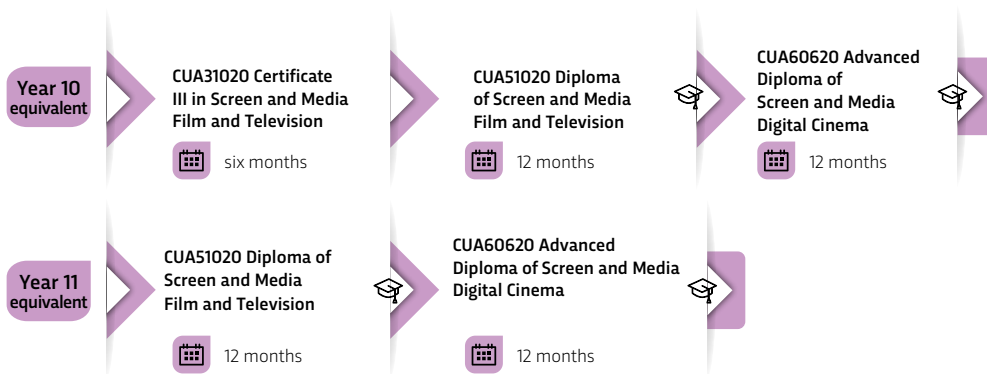 Year 10
equivalent
CUA31020 Certificate
III in Screen and Media
Film and Television
six months
CUA51020 Diploma
of Screen and Media
Film and Television
12 months
CUA60620 Advanced
Diploma of
Screen and Media
Digital Cinema
12 months
Year 11
equivalent
CUA51020 Diploma of
Screen and Media
Film and Television
12 months
CUA60620 Advanced
Diploma of Screen and Media
Digital Cinema
12 months